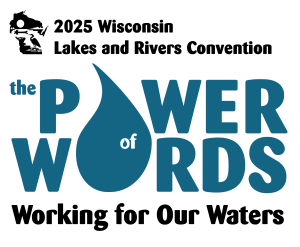 2025 Wisconsin
Lakes and Rivers Convention
the POWER
of
WORDS
Working for Our Waters